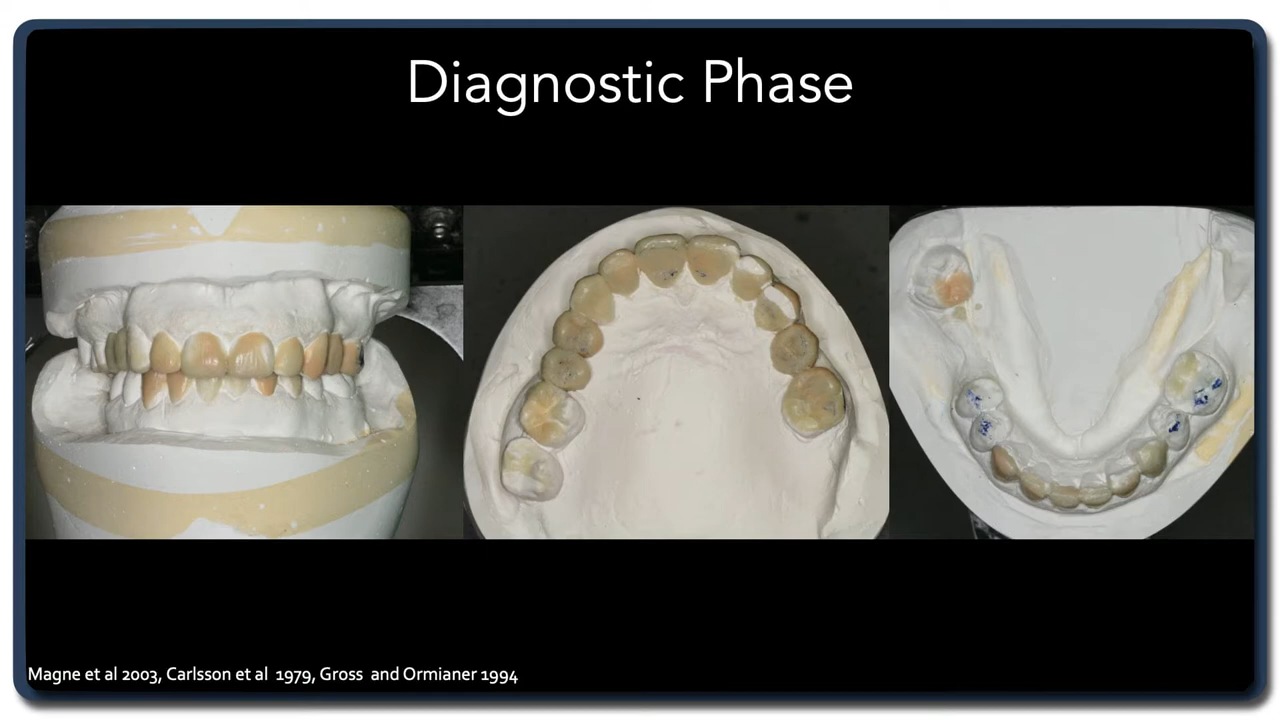 Diagnostic Phase
Magne et al 2003, Carlsson et al 1979, Gross and Ormianer 1994